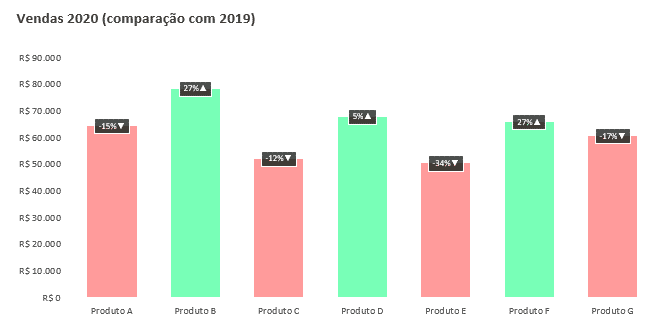 Vendas 2020 (comparação com 2019)
R$ 90.000
R$ 80.000
R$ 70.000
R$ 60.000
R$ 50.000
R$ 40.000
R$ 30.000
R$ 20.000
R$ 10.000
R$ 0
-15%▼
27%▲
-12%▼
5%▲
-34%▼
27%▲
-17%▼
Produto A
Produto B
Produto C
Produto D
Produto E
Produto F
Produto G